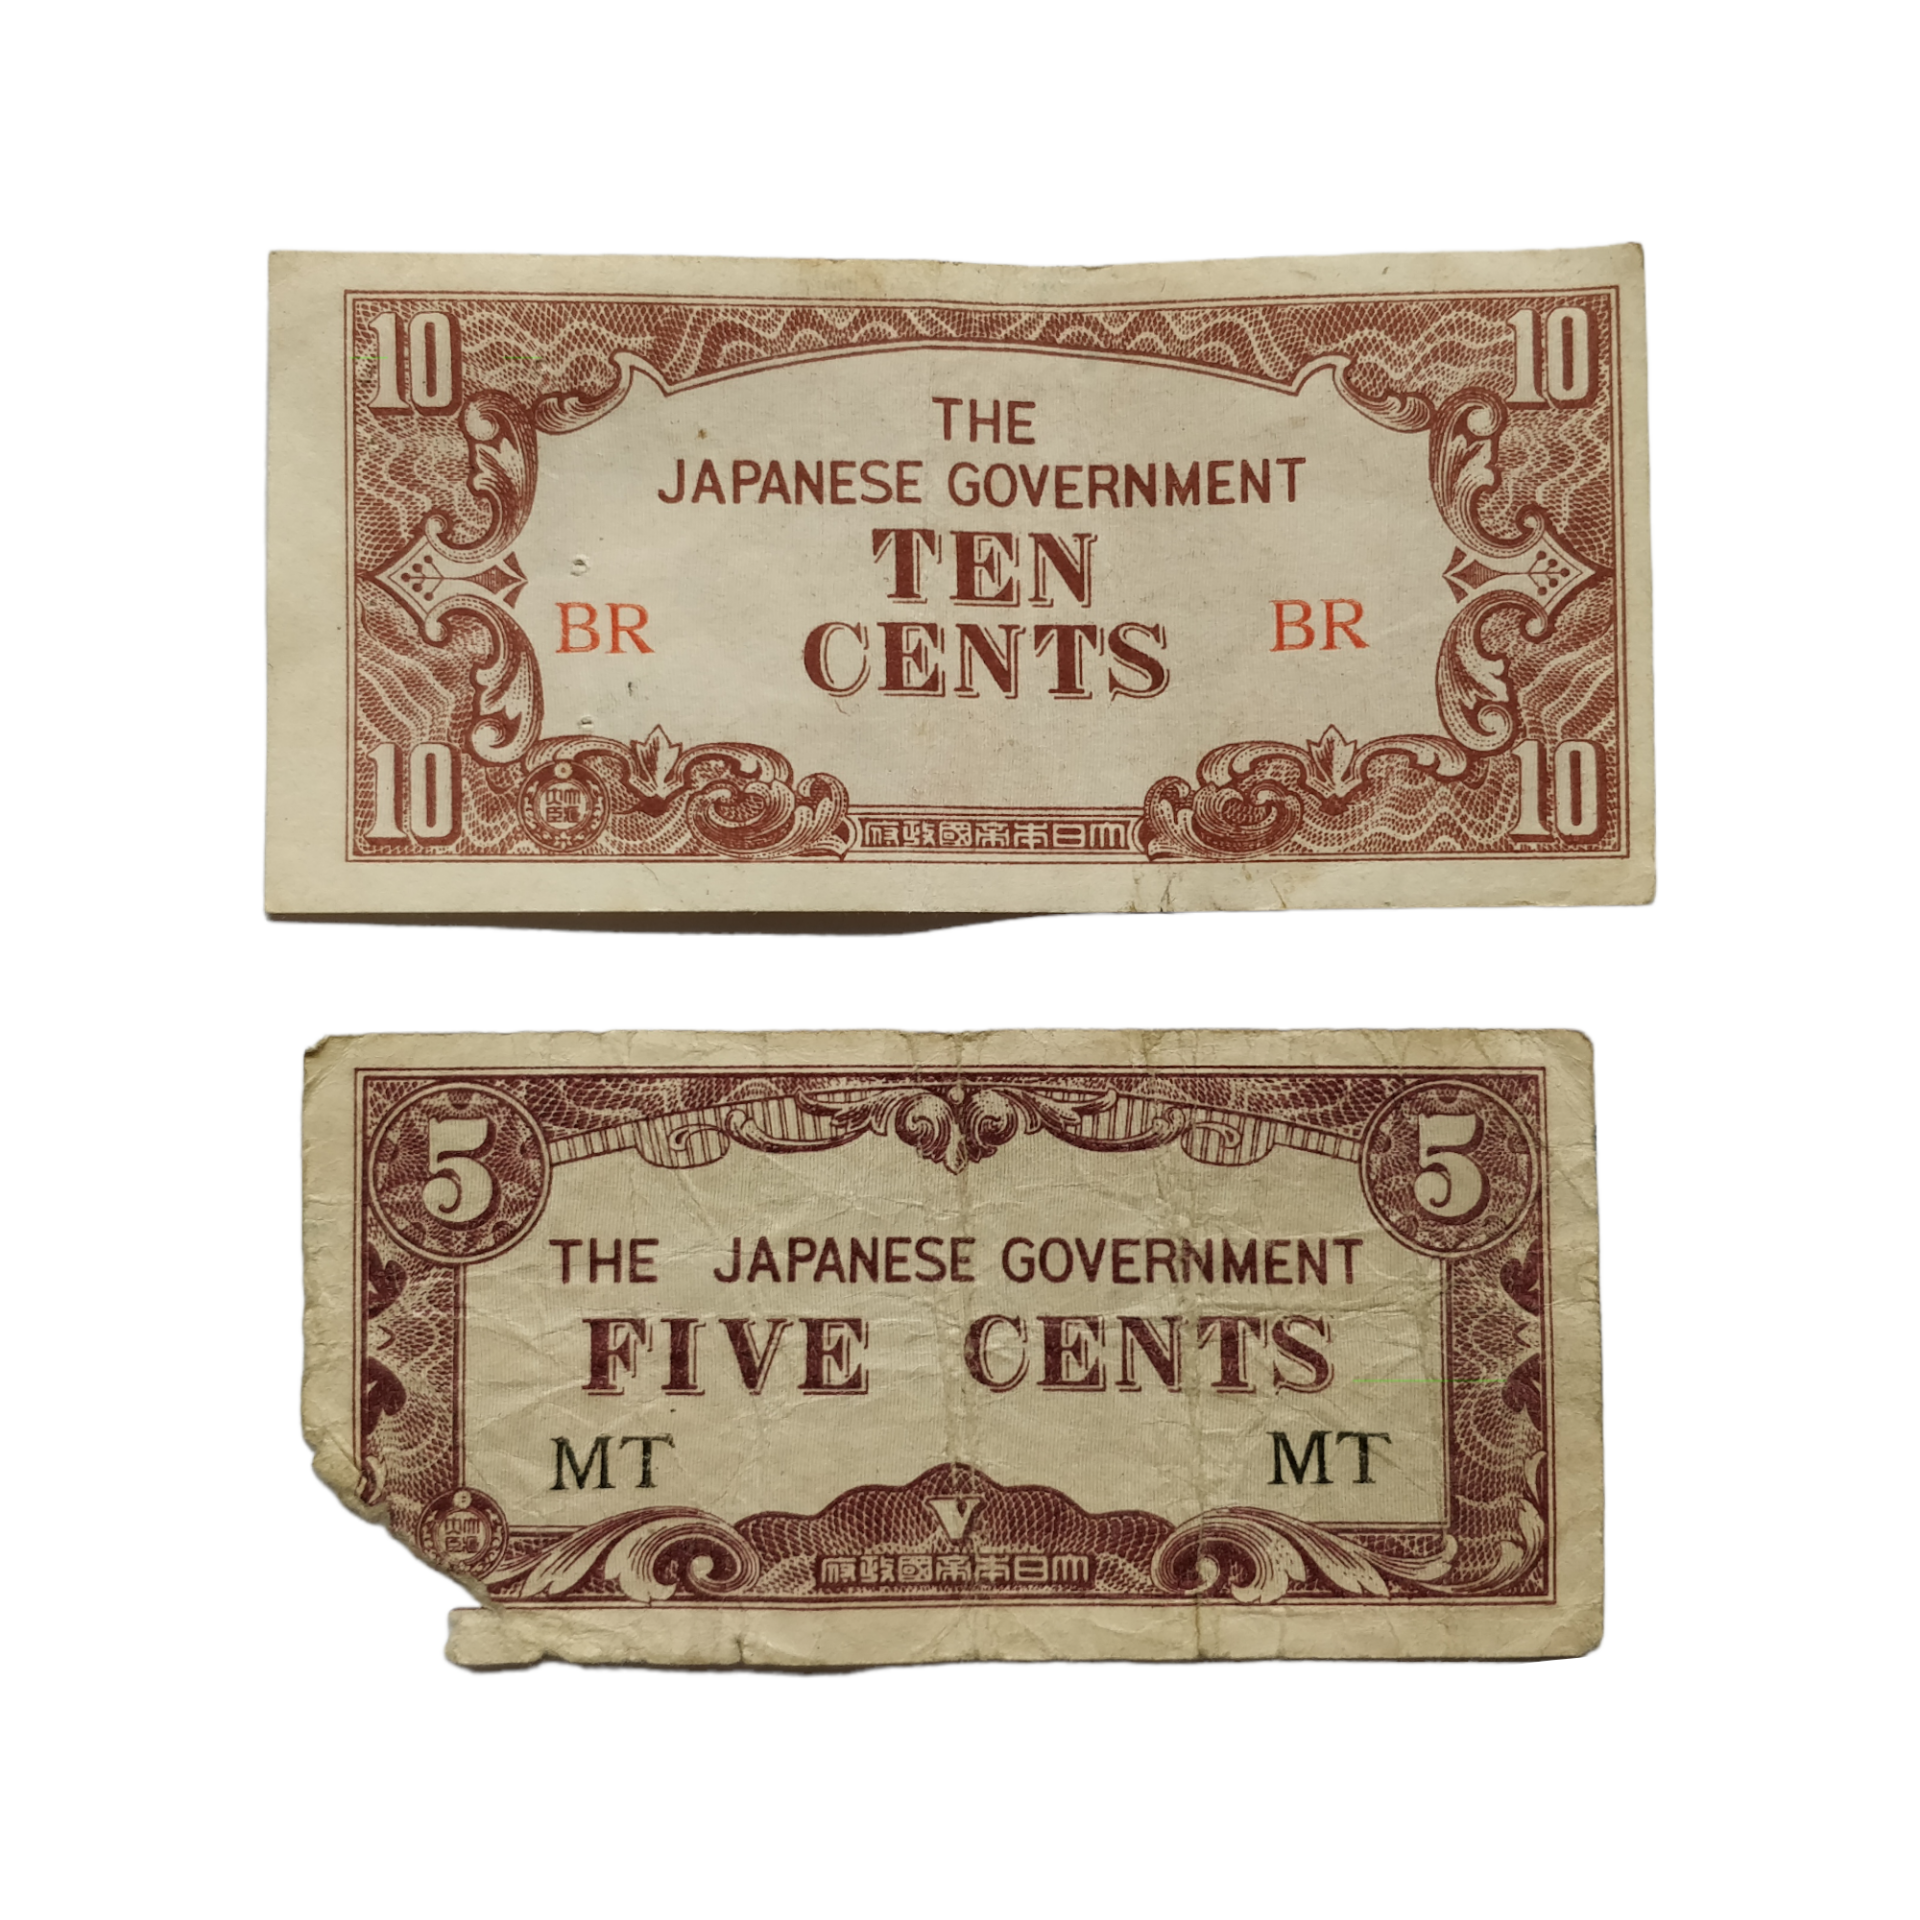 10 10
THE
JAPANESE GOVERNMENT
TEN
CENTS
BR BR
10 10
府政國帝本日大
5 5
THE JAPANESE GOVERNMENT
FIVE CENTS
MT MT
V
府政國帝本日大